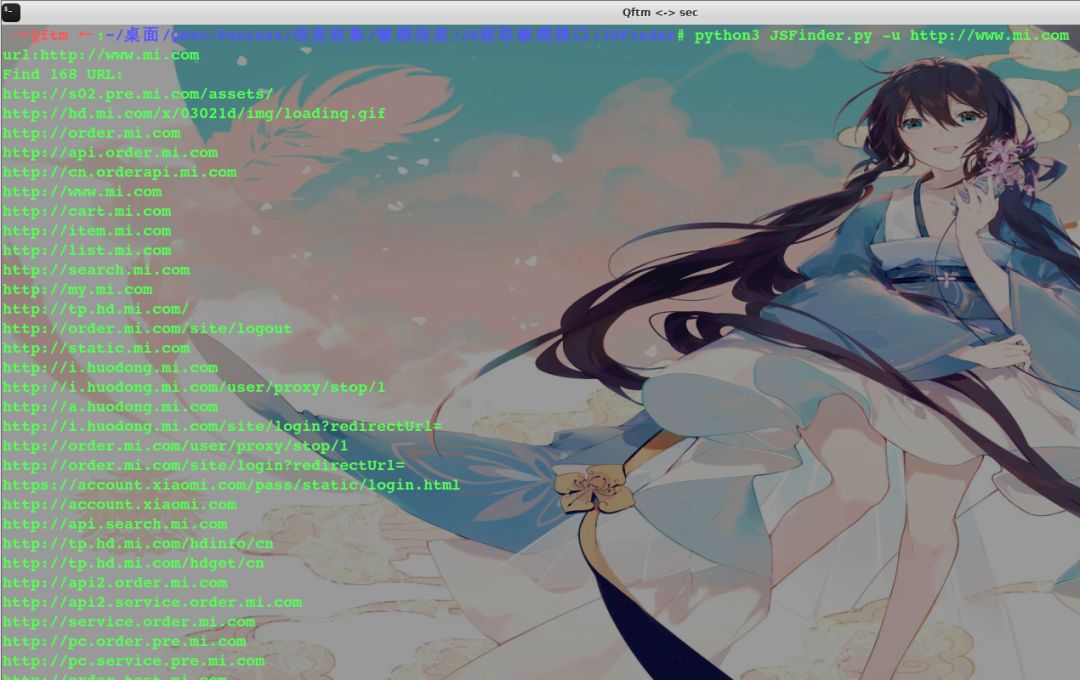 Qftm <-> sec
→Qftm ←:~/桌面/QSec/Pentest/信息收集/敏感信息/JS获取敏感接口/JSFinder# python3 JSFinder.py -u http://www.mi.com
url:http://www.mi.com
Find 168 URL:
http://s02.pre.mi.com/assets/
http://hd.mi.com/x/03021d/img/loading.gif
http://order.mi.com
http://api.order.mi.com
http://cn.orderapi.mi.com
http://www.mi.com
http://cart.mi.com
http://item.mi.com
http://list.mi.com
http://search.mi.com
http://my.mi.com
http://tp.hd.mi.com/
http://order.mi.com/site/logout
http://static.mi.com
http://i.huodong.mi.com
http://i.huodong.mi.com/user/proxy/stop/1
http://a.huodong.mi.com
http://i.huodong.mi.com/site/login?redirectUrl=
http://order.mi.com/user/proxy/stop/1
http://order.mi.com/site/login?redirectUrl=
https://account.xiaomi.com/pass/static/login.html
http://account.xiaomi.com
http://api.search.mi.com
http://tp.hd.mi.com/hdinfo/cn
http://tp.hd.mi.com/hdget/cn
http://api2.order.mi.com
http://api2.service.order.mi.com
http://service.order.mi.com
http://pc.order.pre.mi.com
http://pc.service.pre.mi.com
http://order.test.mi.com